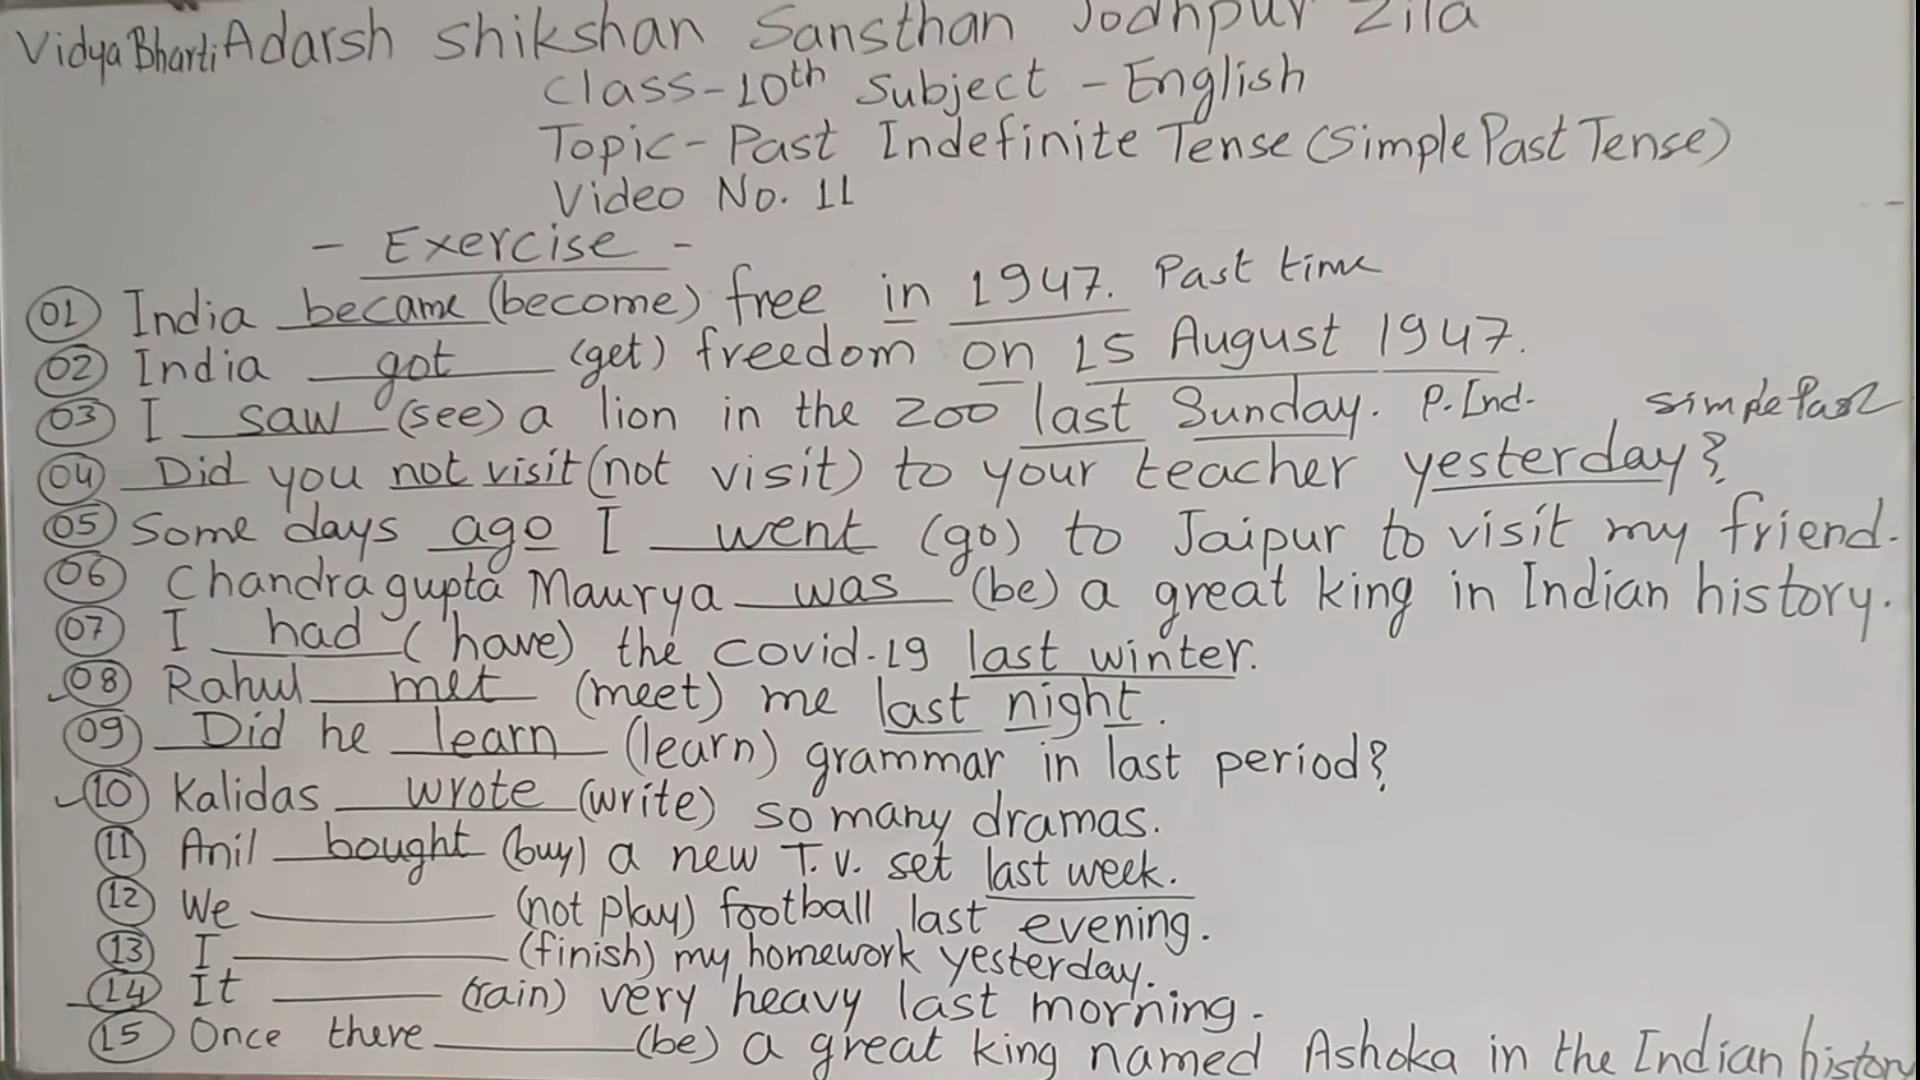 Vidya Bharti Adarsh Shikshan Sansthan Jodhpur Zila
Class-10th Subject - English
Topic- Past Indefinite Tense (Simple Past Tense)
Video No. 11
- Exercise -
01 India became (become) free in 1947. Past time
02 India got (get) freedom on 15 August 1947.
03 I saw (see) a lion in the zoo last Sunday. P.Ind. simple Past
04 Did you not visit (not visit) to your teacher yesterday?
05 Some days ago I went (go) to Jaipur to visit my friend.
06 Chandragupta Maurya was (be) a great king in Indian history.
07 I had (have) the covid-19 last winter.
08 Rahul met (meet) me last night.
09 Did he learn (learn) grammar in last period?
10 Kalidas wrote (write) so many dramas.
11 Anil bought (buy) a new T.V. set last week.
12 We ______ (not play) football last evening.
13 I ______ (finish) my homework yesterday.
14 It ______ (rain) very heavy last morning.
15 Once there ______ (be) a great king named Ashoka in the Indian history